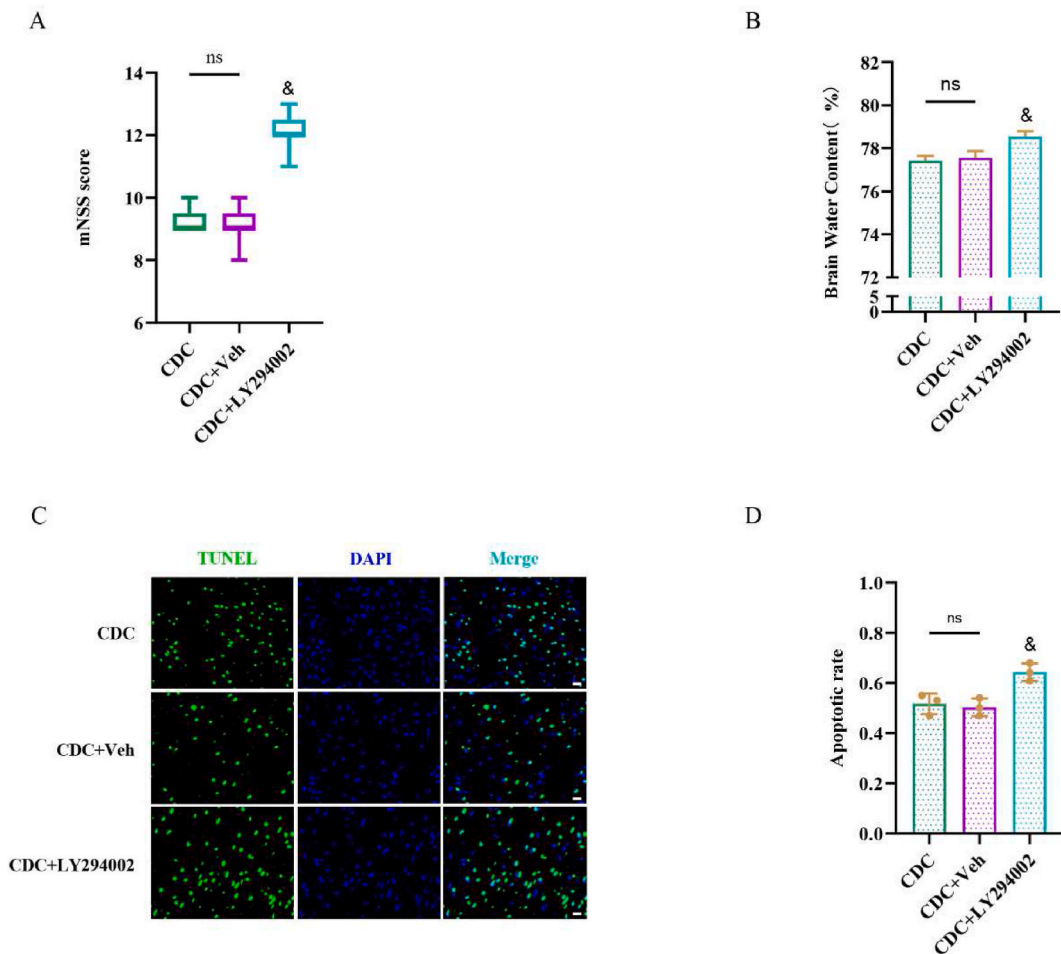 A
ns
&
14
12
10
8
6
mNSS score
CDC
CDC+Veh
CDC+LY294002
B
ns
&
82
80
78
76
74
72
5
0
Brain Water Content( %)
CDC
CDC+Veh
CDC+LY294002
C
TUNEL DAPI Merge
CDC
CDC+Veh
CDC+LY294002
D
ns
&
1.0
0.8
0.6
0.4
0.2
0.0
Apoptotic rate
CDC
CDC+Veh
CDC+LY294002